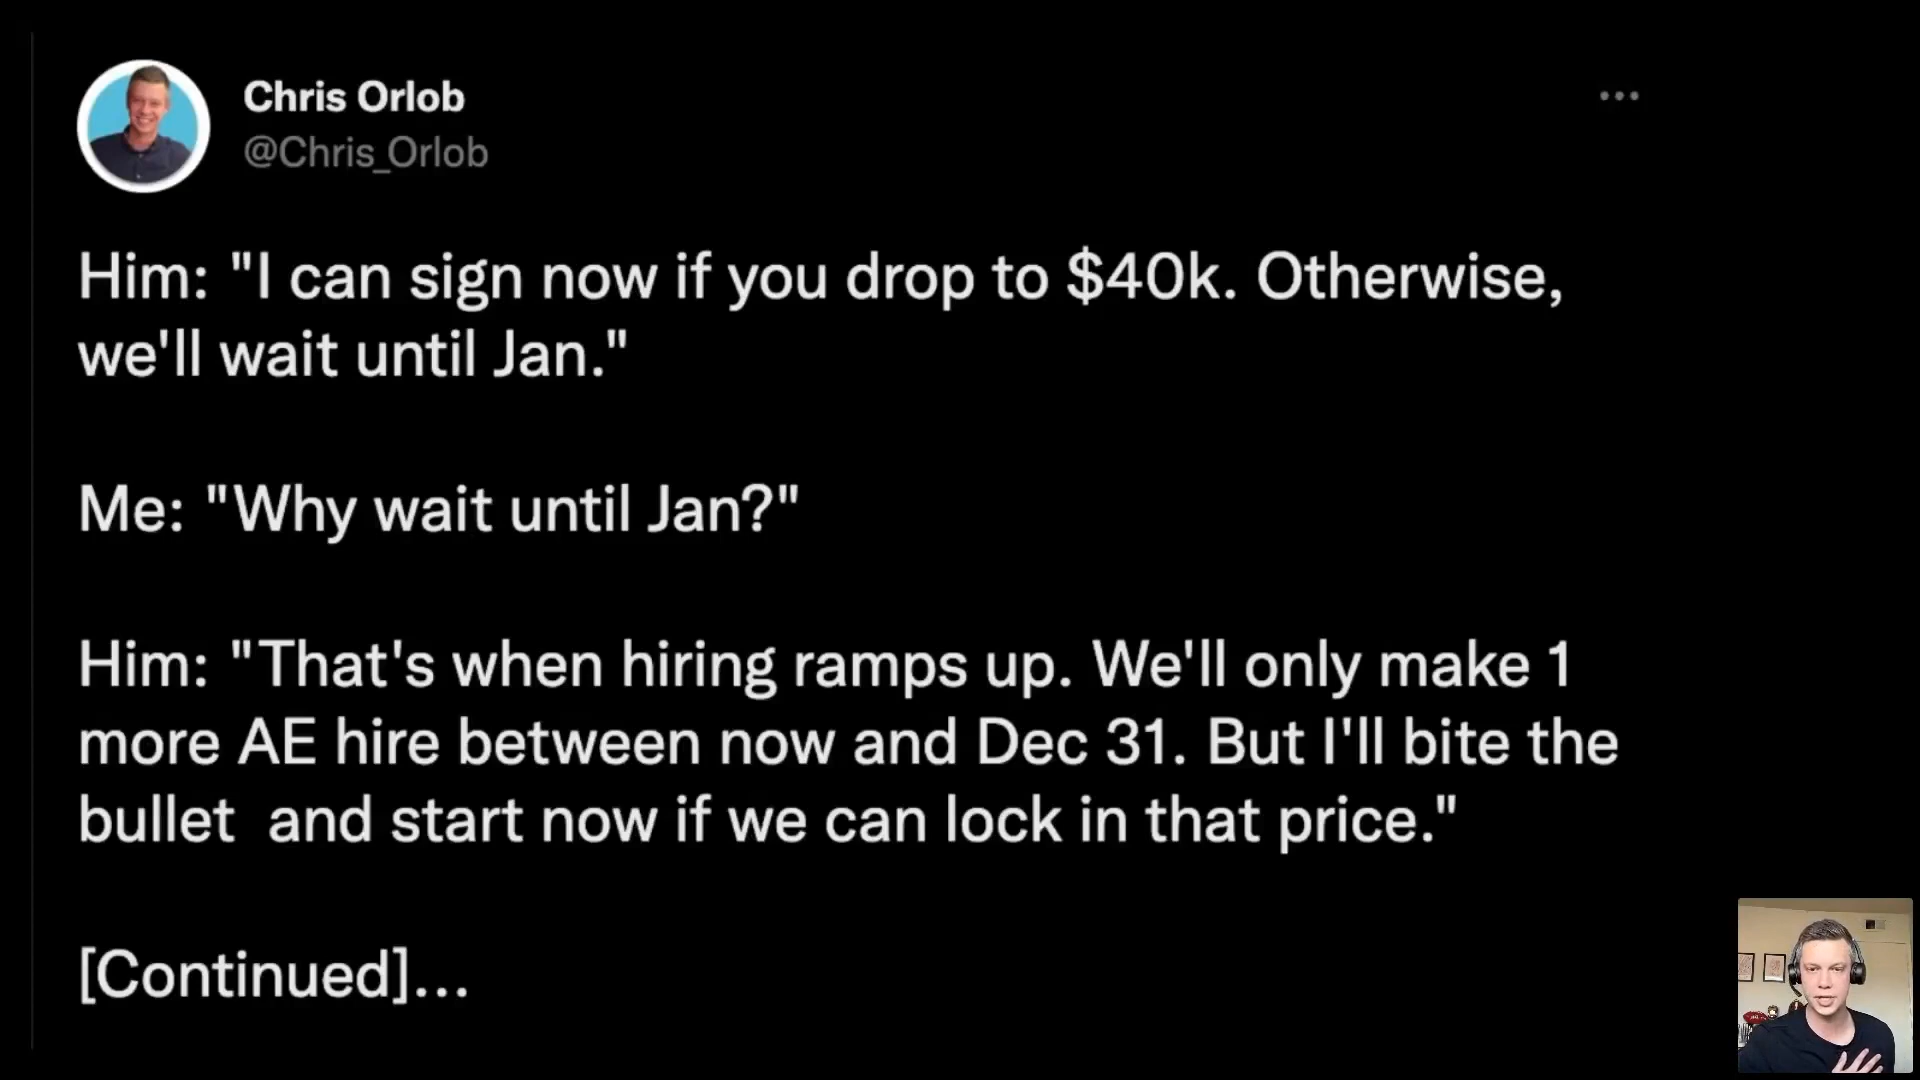 Chris Orlob
@Chris_Orlob
Him: "I can sign now if you drop to $40k. Otherwise,
we'll wait until Jan."
Me: "Why wait until Jan?"
Him: "That's when hiring ramps up. We'll only make 1
more AE hire between now and Dec 31. But I'll bite the
bullet  and start now if we can lock in that price."
[Continued]...